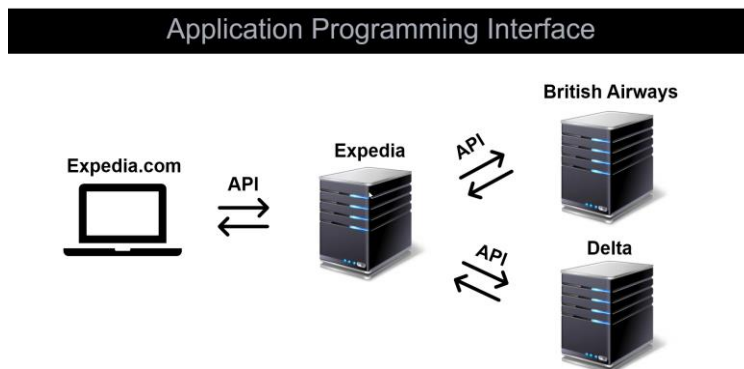 Application Programming Interface
British Airways
Expedia.com
Expedia
API
API
API
Delta